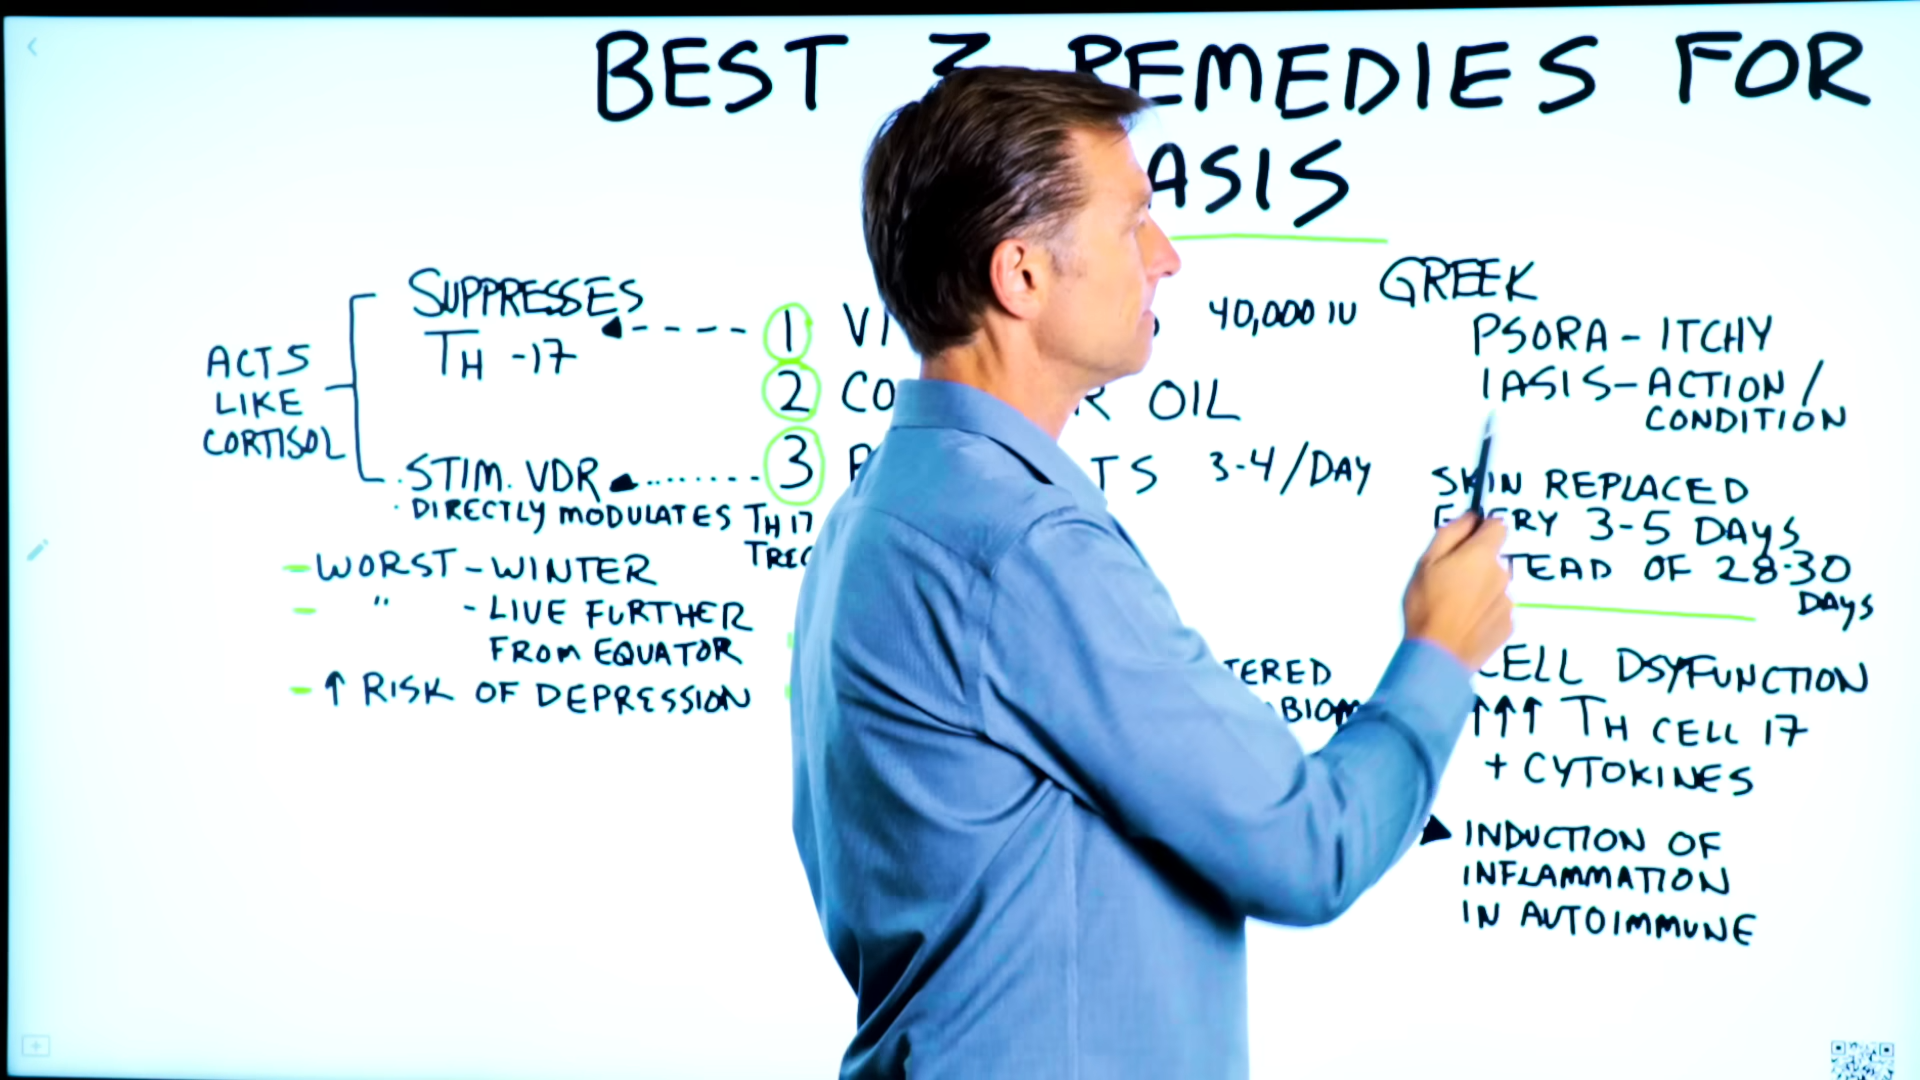 BEST 3 REMEDIES FOR
ASIS
SUPPRESSES
TH -17
ACTS
LIKE
CORTISOL
STIM. VDR
· DIRECTLY MODULATES TH17
- WORST - WINTER
- " - LIVE FURTHER
FROM EQUATOR
- ↑ RISK OF DEPRESSION
1 40,000 IU
2 OIL
3 3-4/DAY
GREEK
PSORA - ITCHY
IASIS - ACTION /
CONDITION
SKIN REPLACED
3-5 DAYS
OF 28-30
DAYS
CELL DSYFUNCTION
↑↑↑ TH CELL 17
+ CYTOKINES
INDUCTION OF
INFLAMMATION
IN AUTOIMMUNE